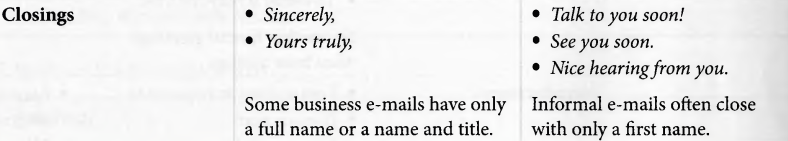 Closings
• Sincerely,
• Yours truly,
Some business e-mails have only
a full name or a name and title.
• Talk to you soon!
• See you soon.
• Nice hearing from you.
Informal e-mails often close
with only a first name.